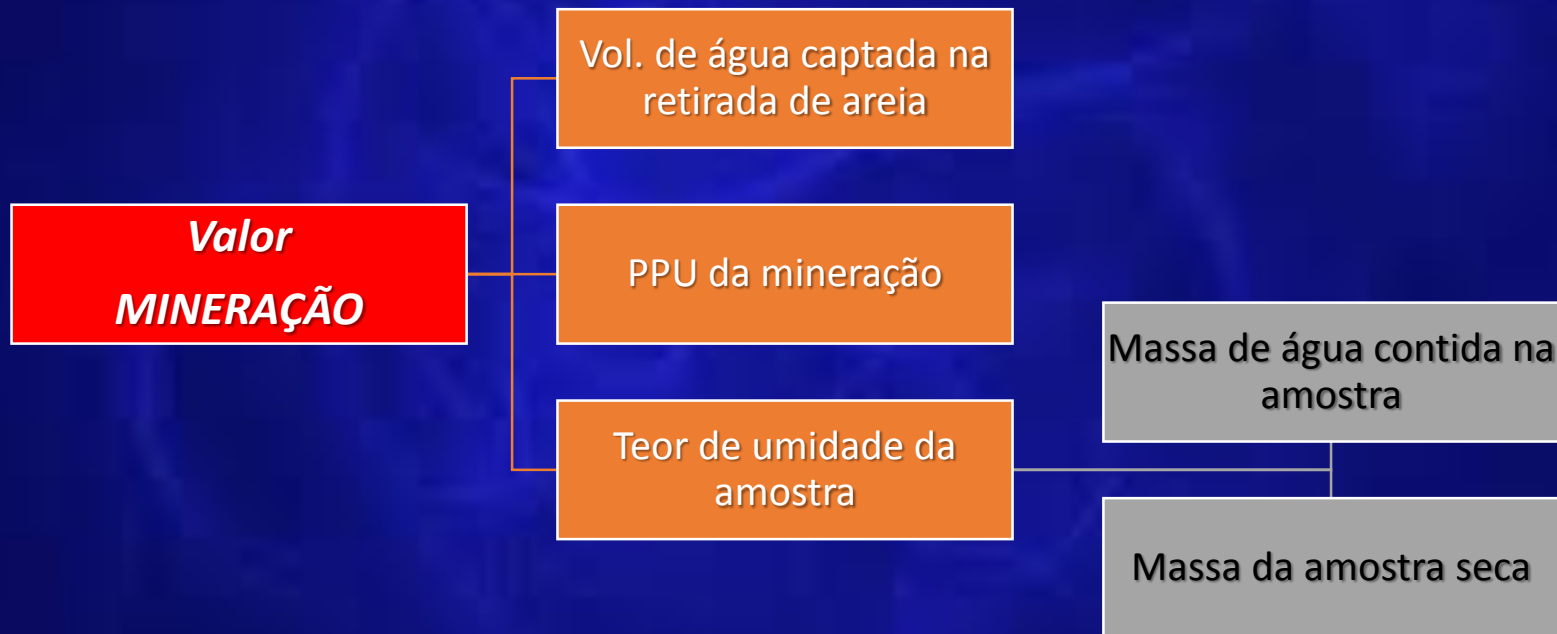 Vol. de água captada na
retirada de areia
Valor
MINERAÇÃO
PPU da mineração
Teor de umidade da
amostra
Massa de água contida na
amostra
Massa da amostra seca